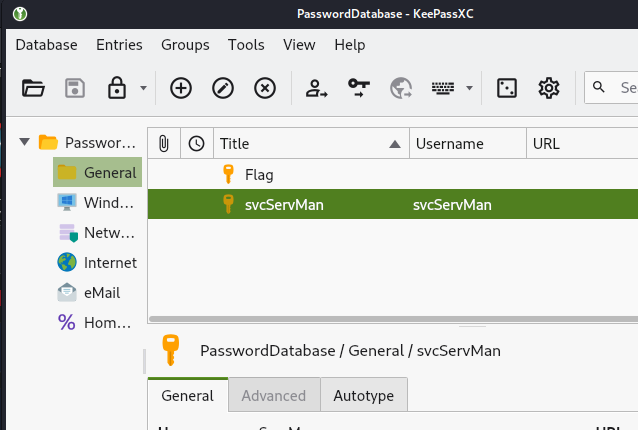 PasswordDatabase - KeePassXC
Database Entries Groups Tools View Help
Se
Passwor...
General
Wind...
Netw...
Internet
eMail
Hom...
Title Username URL
Flag
svcServMan svcServMan
PasswordDatabase / General / svcServMan
General Advanced Autotype